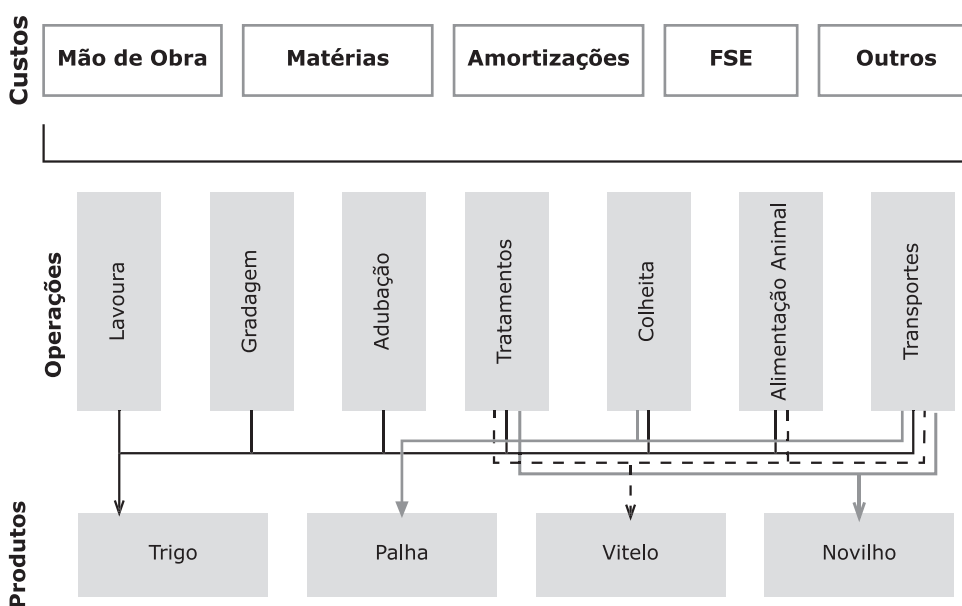 Custos
Mão de Obra
Matérias
Amortizações
FSE
Outros
Operações
Lavoura
Gradagem
Adubação
Tratamentos
Colheita
Alimentação Animal
Transportes
Produtos
Trigo
Palha
Vitelo
Novilho